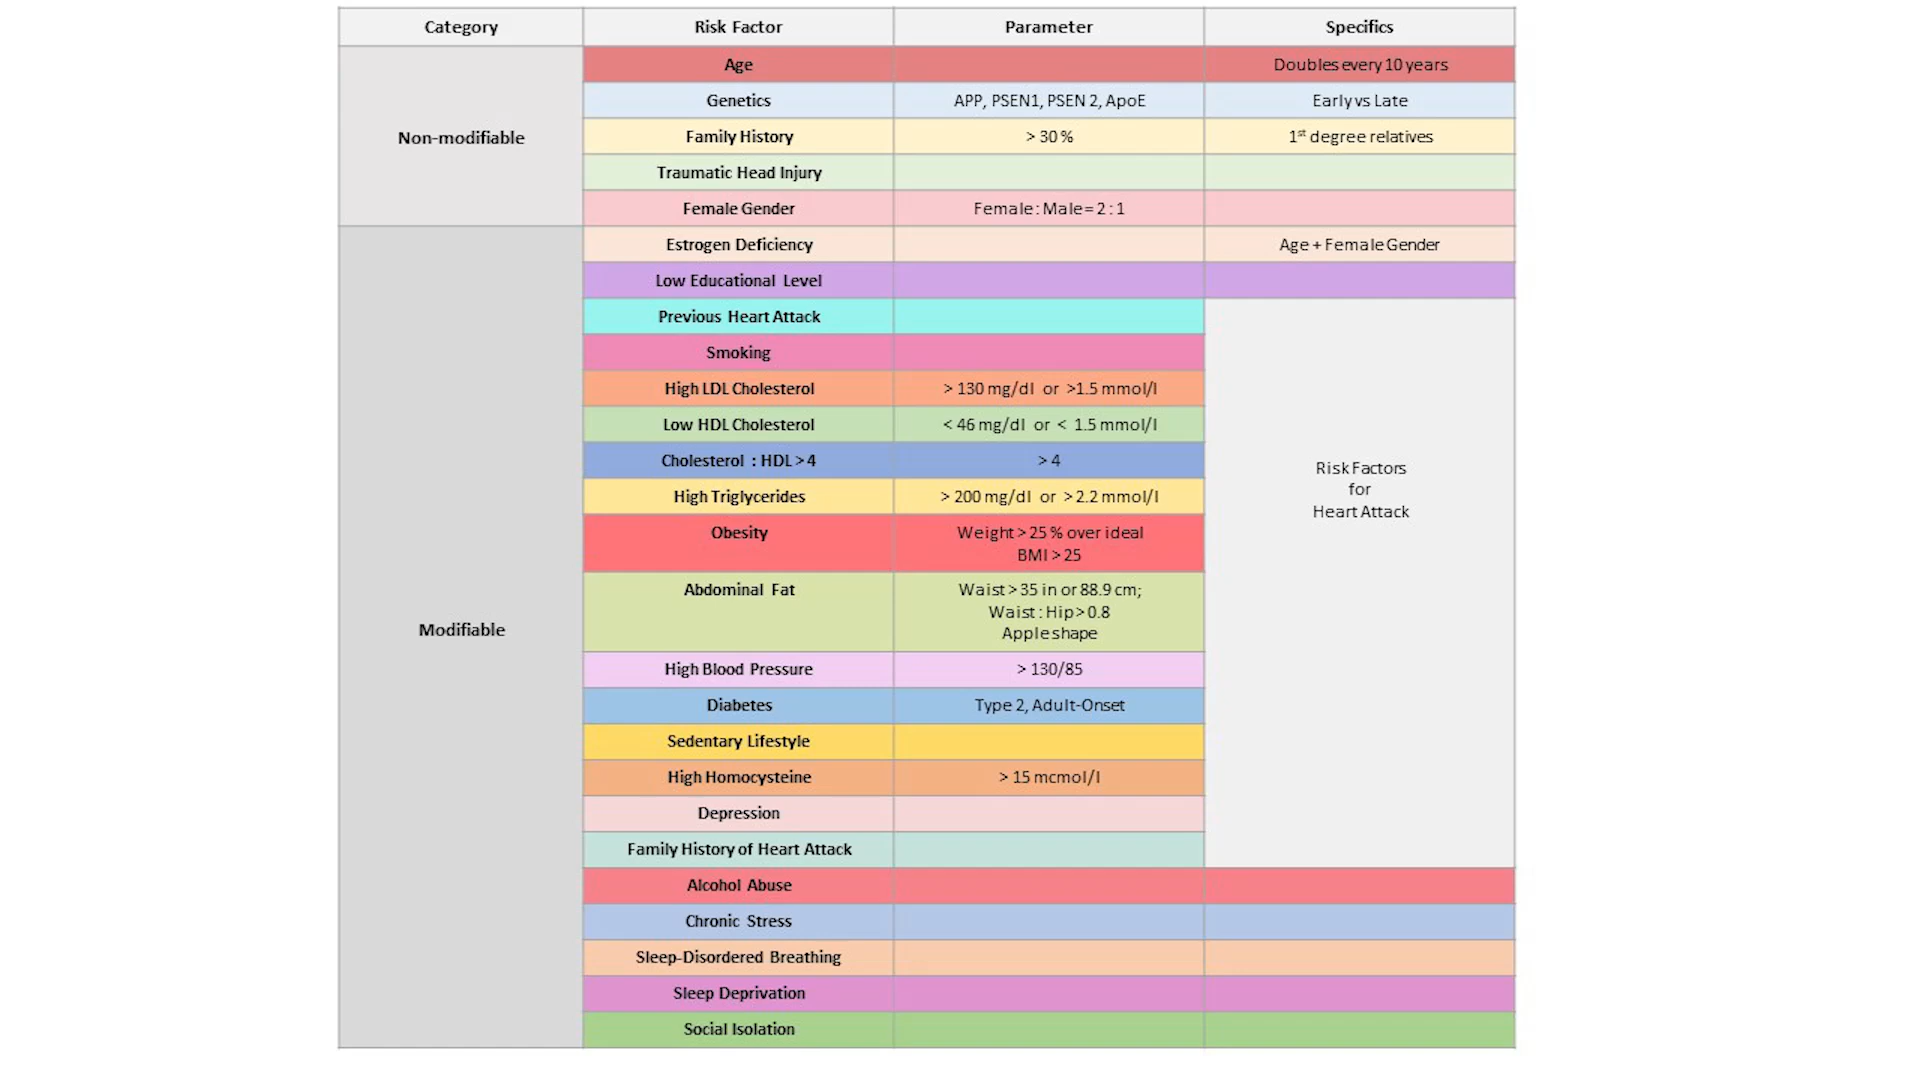 Category Risk Factor Parameter Specifics
Non-modifiable
Age Doubles every 10 years
Genetics APP, PSEN1, PSEN 2, ApoE Early vs Late
Family History > 30 % 1st degree relatives
Traumatic Head Injury
Female Gender Female : Male = 2 : 1
Modifiable
Estrogen Deficiency Age + Female Gender
Low Educational Level
Previous Heart Attack
Smoking
High LDL Cholesterol > 130 mg/dl or >1.5 mmol/l
Low HDL Cholesterol < 46 mg/dl or < 1.5 mmol/l
Cholesterol : HDL > 4 > 4
High Triglycerides > 200 mg/dl or > 2.2 mmol/l
Risk Factors
for
Heart Attack
Obesity Weight > 25 % over ideal
BMI > 25
Abdominal Fat Waist > 35 in or 88.9 cm;
Waist : Hip > 0.8
Apple shape
High Blood Pressure > 130/85
Diabetes Type 2, Adult-Onset
Sedentary Lifestyle
High Homocysteine > 15 mcmol/l
Depression
Family History of Heart Attack
Alcohol Abuse
Chronic Stress
Sleep-Disordered Breathing
Sleep Deprivation
Social Isolation